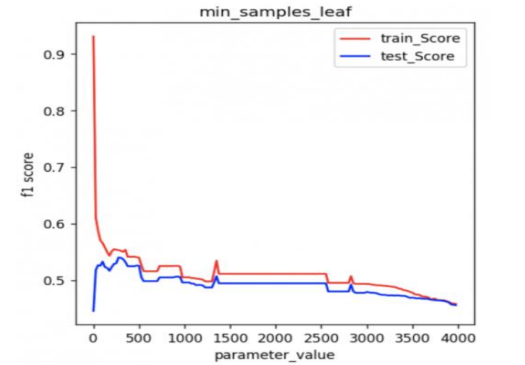 min_samples_leaf
train_Score
test_Score
0.9
0.8
0.7
0.6
0.5
f1 score
0 500 1000 1500 2000 2500 3000 3500 4000
parameter_value